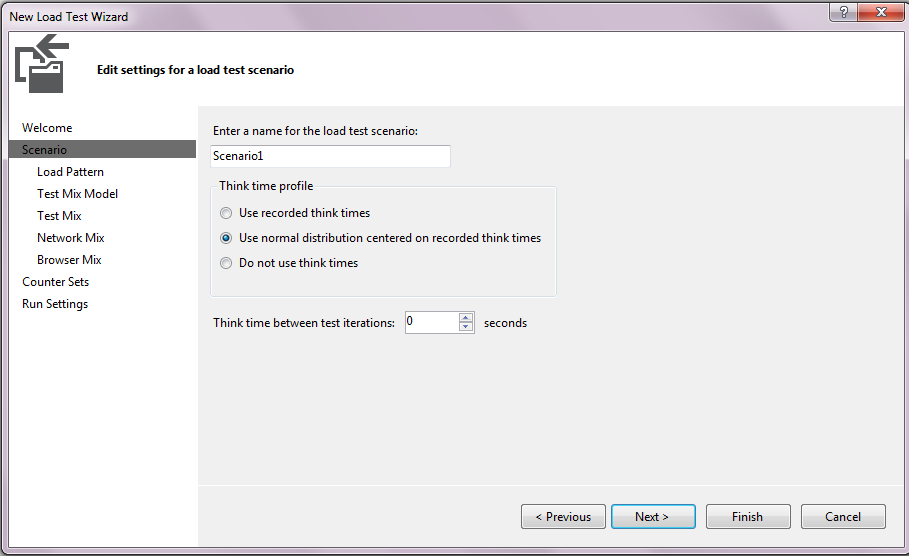 New Load Test Wizard
?
Edit settings for a load test scenario
Welcome
Scenario
Load Pattern
Test Mix Model
Test Mix
Network Mix
Browser Mix
Counter Sets
Run Settings
Enter a name for the load test scenario:
Scenario1
Think time profile
Use recorded think times
Use normal distribution centered on recorded think times
Do not use think times
Think time between test iterations: 0 seconds
< Previous Next > Finish Cancel